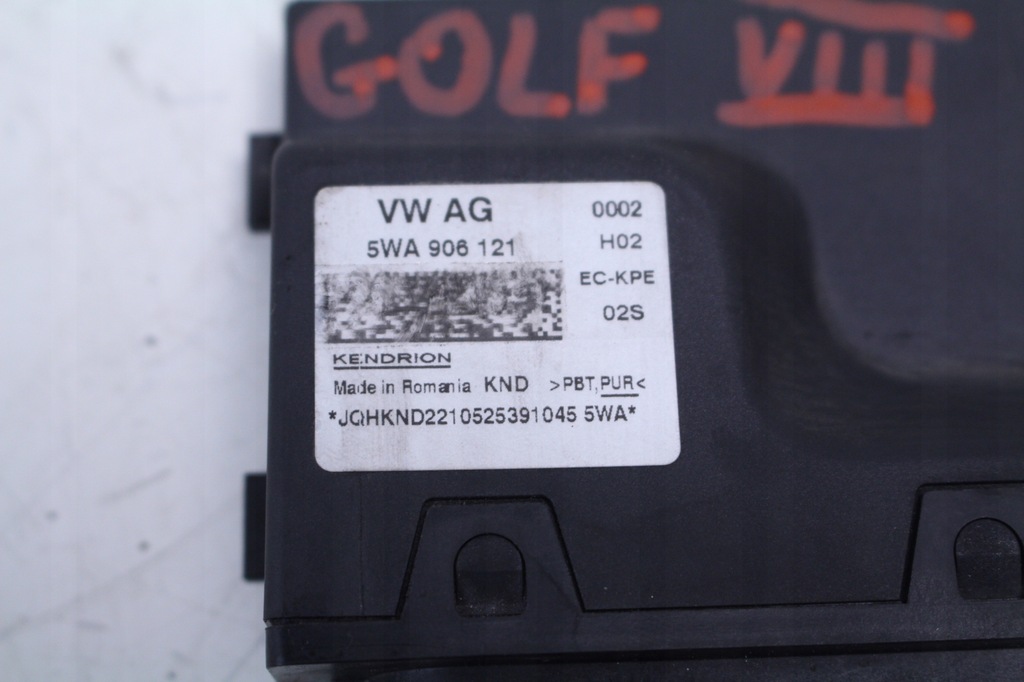 GOLF VIII
VW AG 0002
5WA 906 121 H02
EC-KPE
02S
KENDRION
Made in Romania KND >PBT,PUR<
*JQHKND2210525391045 5WA*